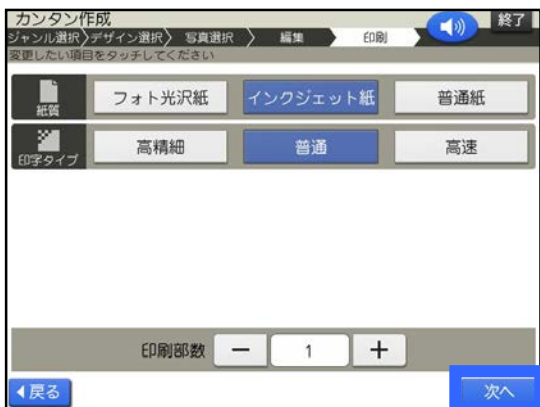 カンタン作成
終了
ジャンル選択〉デザイン選択〉 写真選択 〉 編集 印刷
変更したい項目をタッチしてください
紙質 フォト光沢紙 インクジェット紙 普通紙
印字タイプ 高精細 普通 高速
印刷部数 － 1 ＋
戻る 次へ